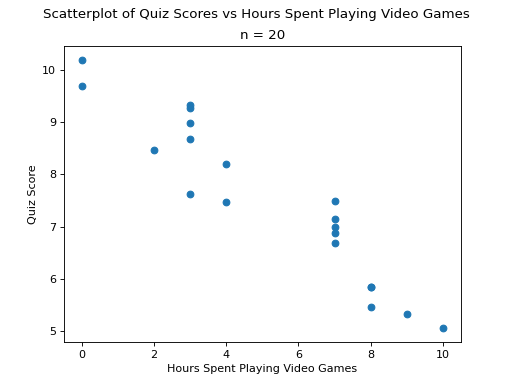 Scatterplot of Quiz Scores vs Hours Spent Playing Video Games
n = 20
10
9
8
7
6
5
Quiz Score
0 2 4 6 8 10
Hours Spent Playing Video Games